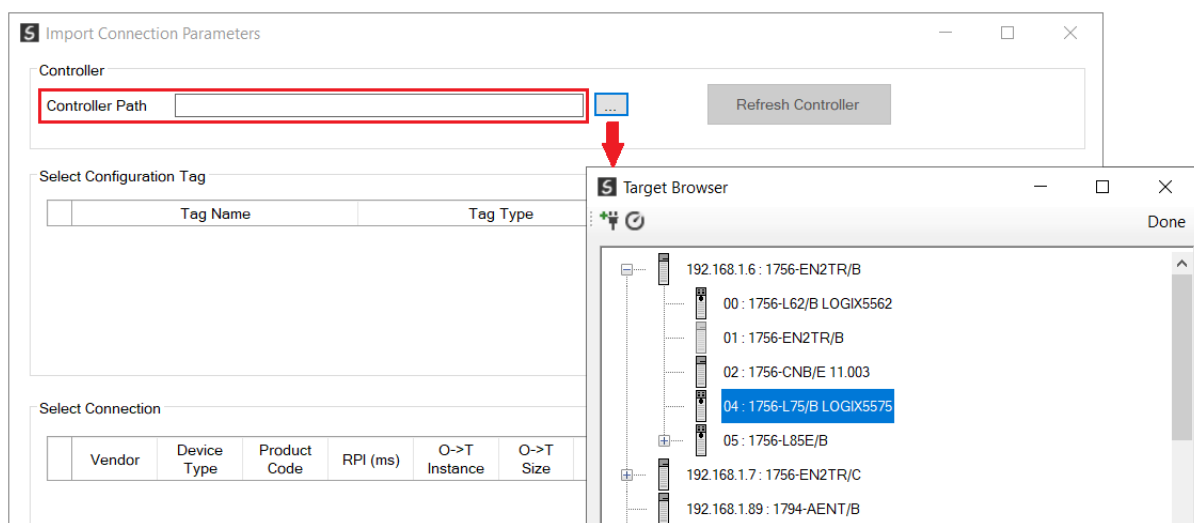 S Import Connection Parameters
Controller
Controller Path
...
Refresh Controller
Select Configuration Tag
Tag Name
Tag Type
Select Connection
Vendor
Device Type
Product Code
RPI (ms)
O->T Instance
O->T Size
S Target Browser
Done
192.168.1.6 : 1756-EN2TR/B
00 : 1756-L62/B LOGIX5562
01 : 1756-EN2TR/B
02 : 1756-CNB/E 11.003
04 : 1756-L75/B LOGIX5575
05 : 1756-L85E/B
192.168.1.7 : 1756-EN2TR/C
192.168.1.89 : 1794-AENT/B